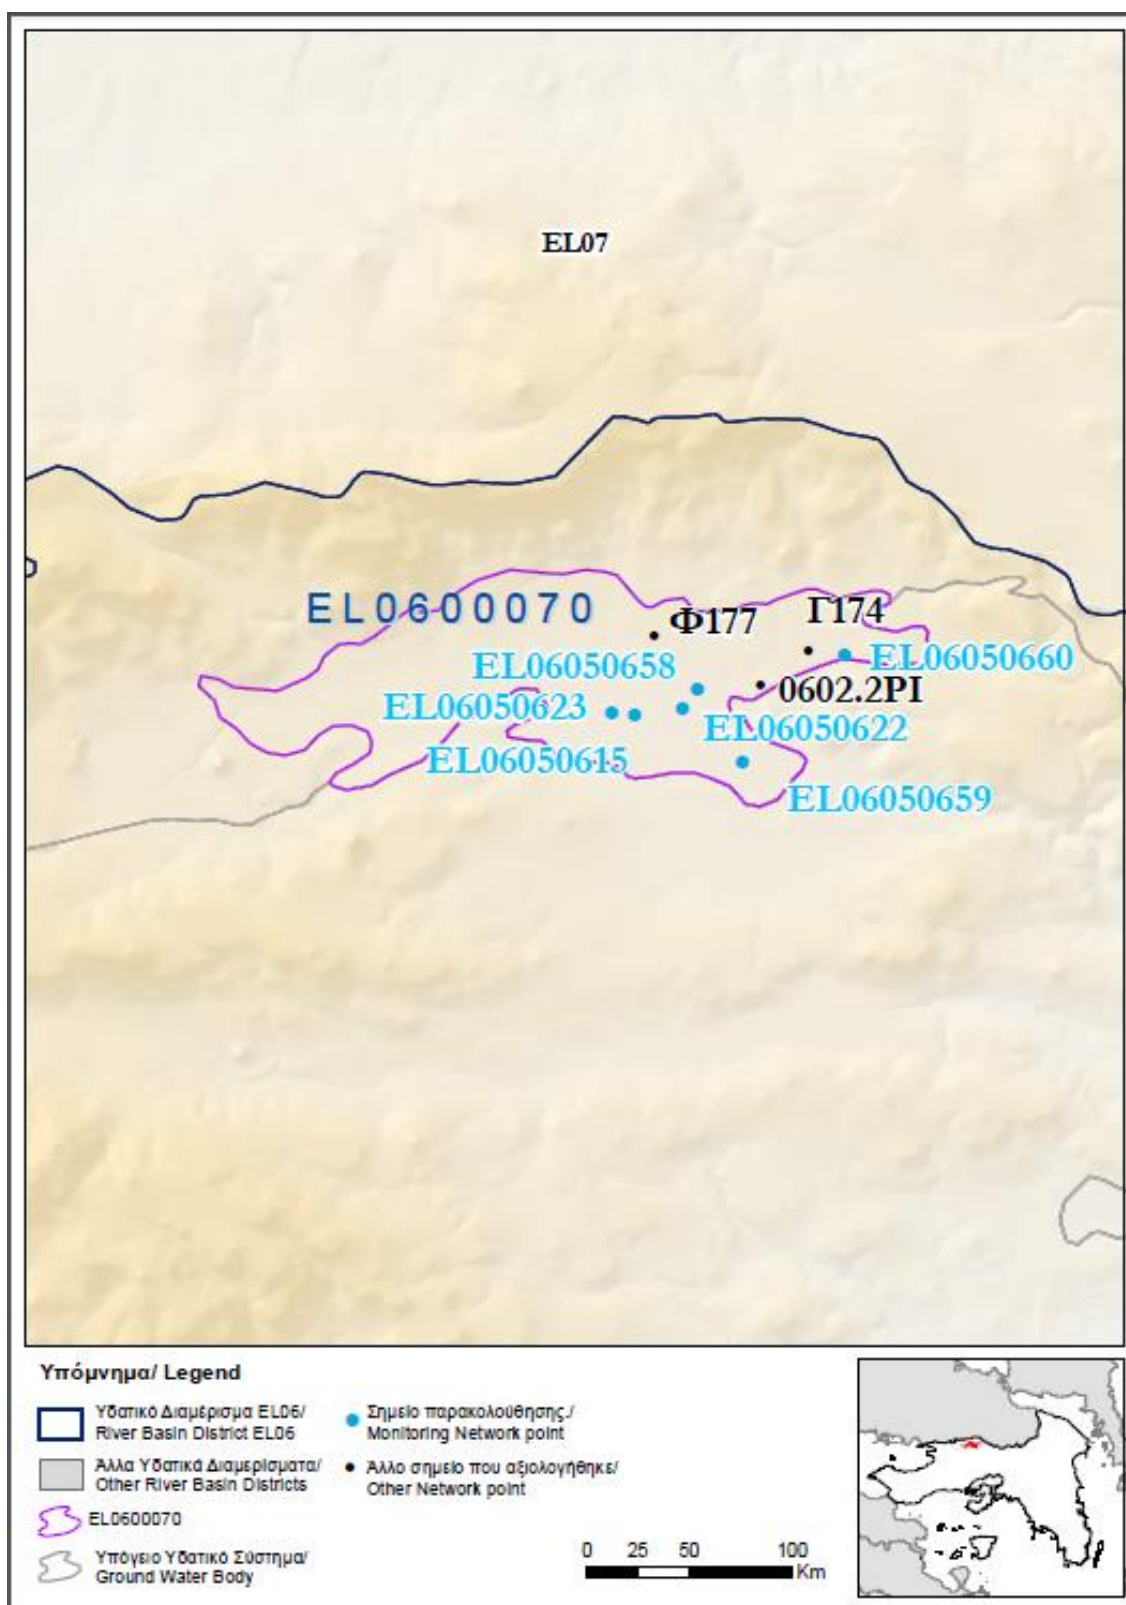 EL07
EL0600070
Φ177
Γ174
EL06050658
EL06050660
0602.2PI
EL06050623
EL06050622
EL06050615
EL06050659
Υπόμνημα/ Legend
Υδατικό Διαμέρισμα EL06/
River Basin District EL06
Άλλα Υδατικά Διαμερίσματα/
Other River Basin Districts
EL0600070
Υπόγειο Υδατικό Σύστημα/
Ground Water Body
Σημείο παρακολούθησης./
Monitoring Network point
Άλλο σημείο που αξιολογήθηκε/
Other Network point
0 25 50 100
Km